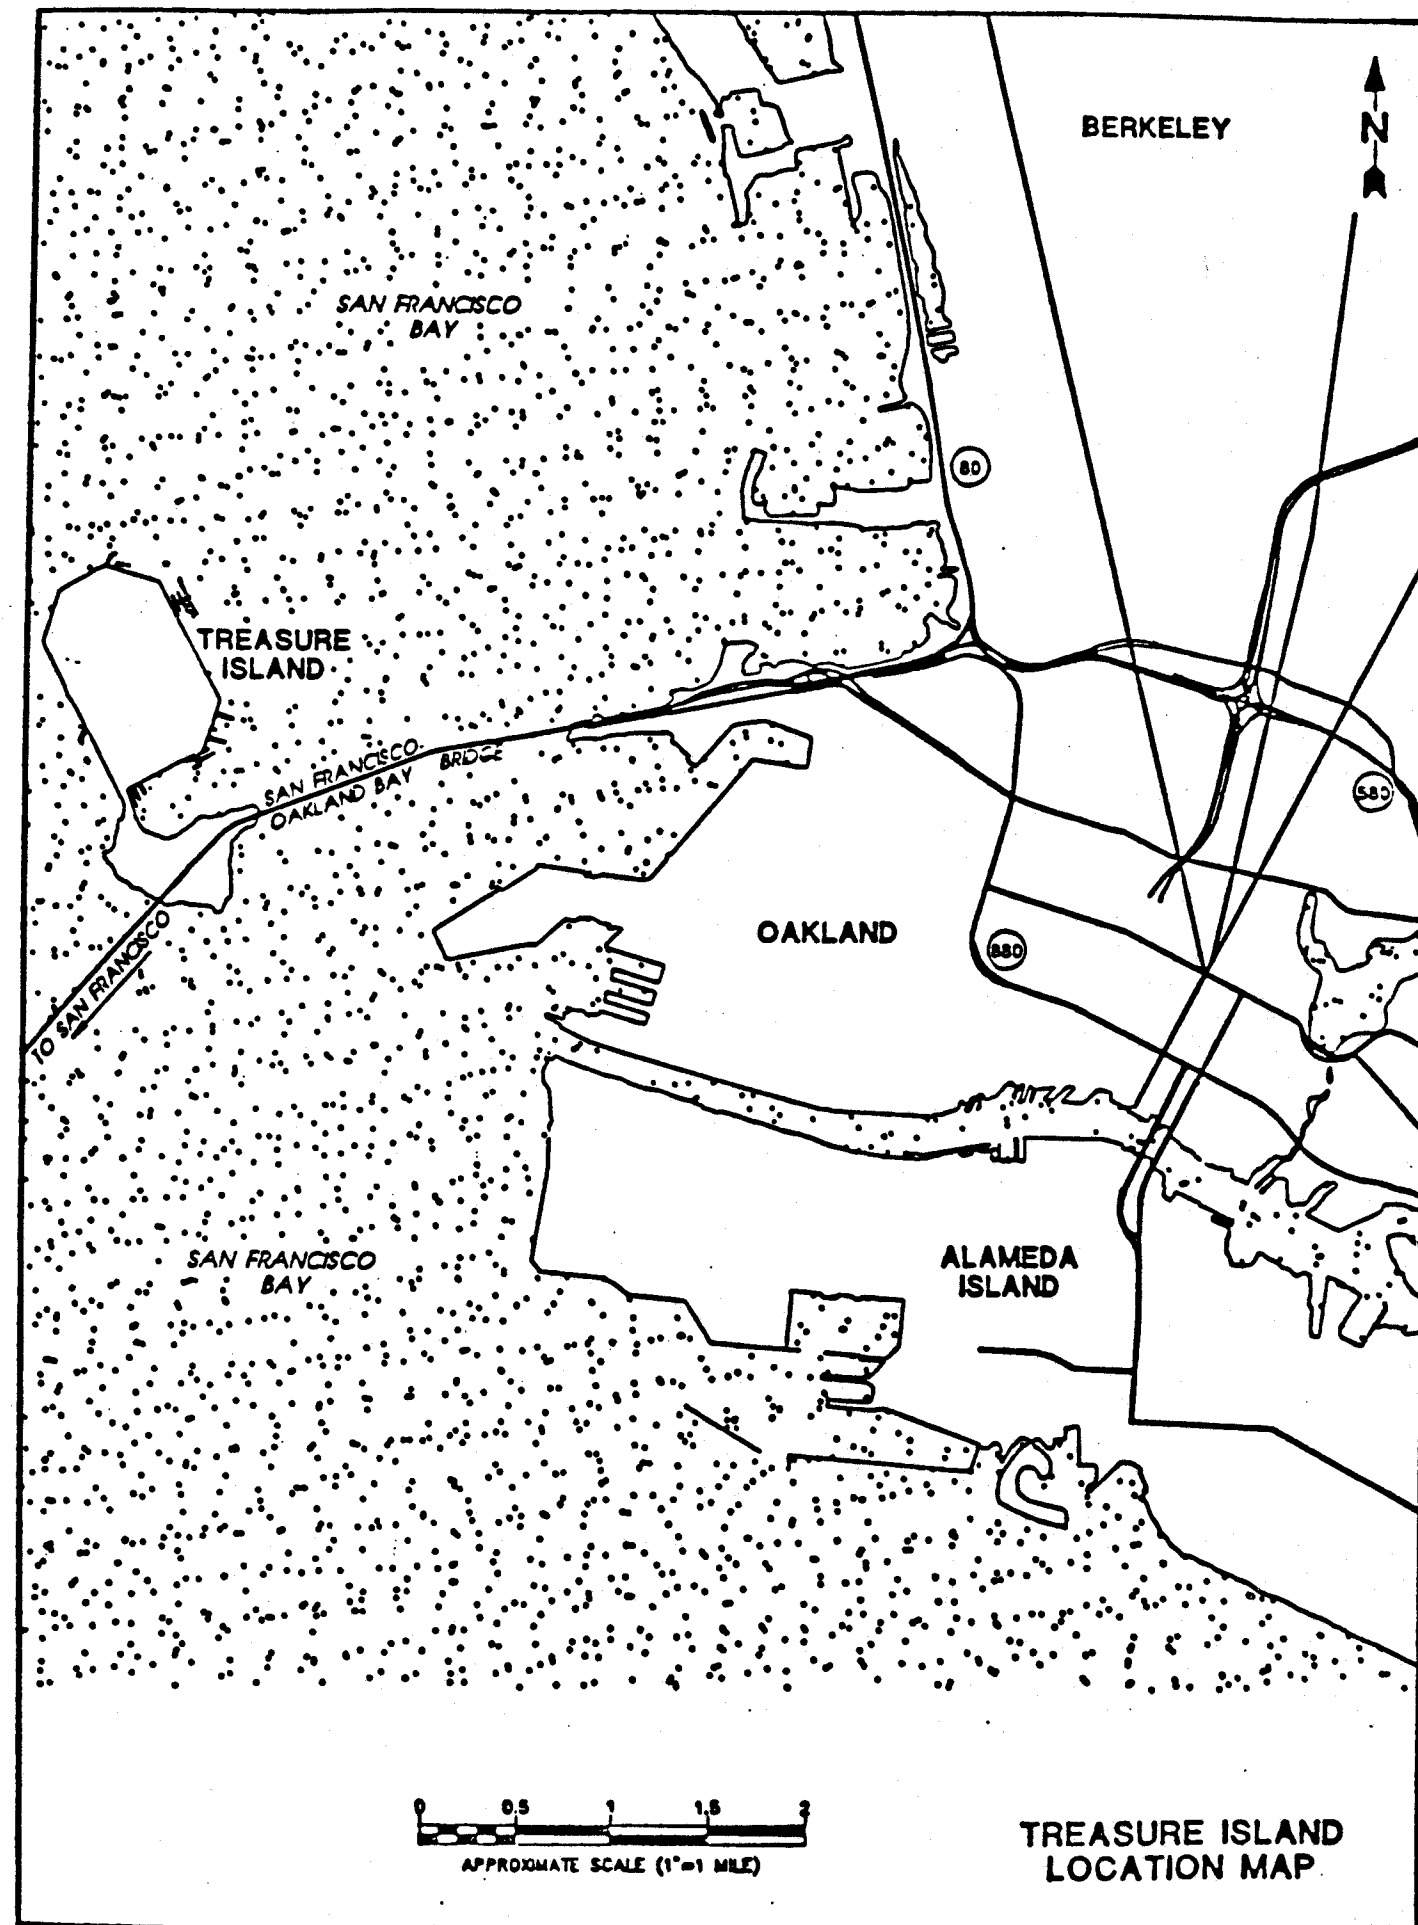 BERKELEY
N
SAN FRANCISCO
BAY
80
TREASURE
ISLAND
SAN FRANCISCO
OAKLAND BAY
BRIDGE
580
OAKLAND
880
TO SAN FRANCISCO
SAN FRANCISCO
BAY
ALAMEDA
ISLAND
0 0.5 1 1.5 2
APPROXIMATE SCALE (1"=1 MILE)
TREASURE ISLAND
LOCATION MAP